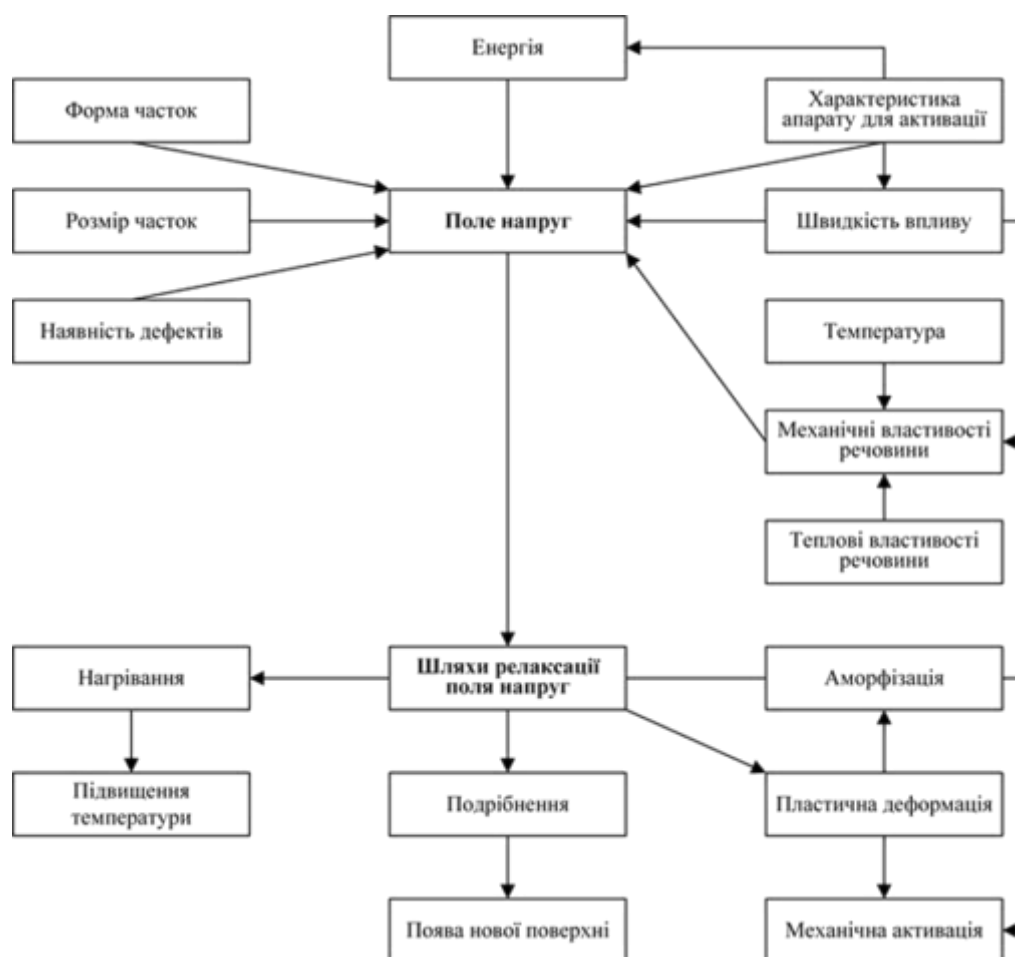 Енергія
Форма часток
Характеристика
апарату для активації
Розмір часток
Поле напруг
Швидкість впливу
Наявність дефектів
Температура
Механічні властивості
речовини
Теплові властивості
речовини
Нагрівання
Шляхи релаксації
поля напруг
Аморфізація
Підвищення
температури
Подрібнення
Пластична деформація
Поява нової поверхні
Механічна активація